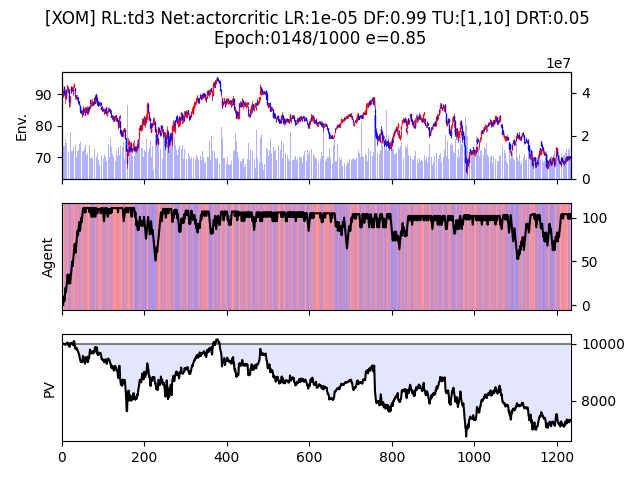 [XOM] RL:td3 Net:actorcritic LR:1e-05 DF:0.99 TU:[1,10] DRT:0.05
Epoch:0148/1000 e=0.85
1e7
Env.
90
80
70
4
2
0
Agent
100
50
0
PV
10000
8000
0 200 400 600 800 1000 1200